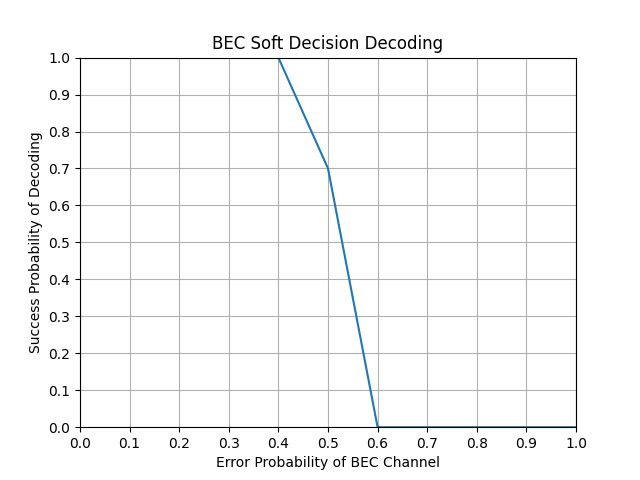 BEC Soft Decision Decoding
Success Probability of Decoding
1.0
0.9
0.8
0.7
0.6
0.5
0.4
0.3
0.2
0.1
0.0
0.0 0.1 0.2 0.3 0.4 0.5 0.6 0.7 0.8 0.9 1.0
Error Probability of BEC Channel